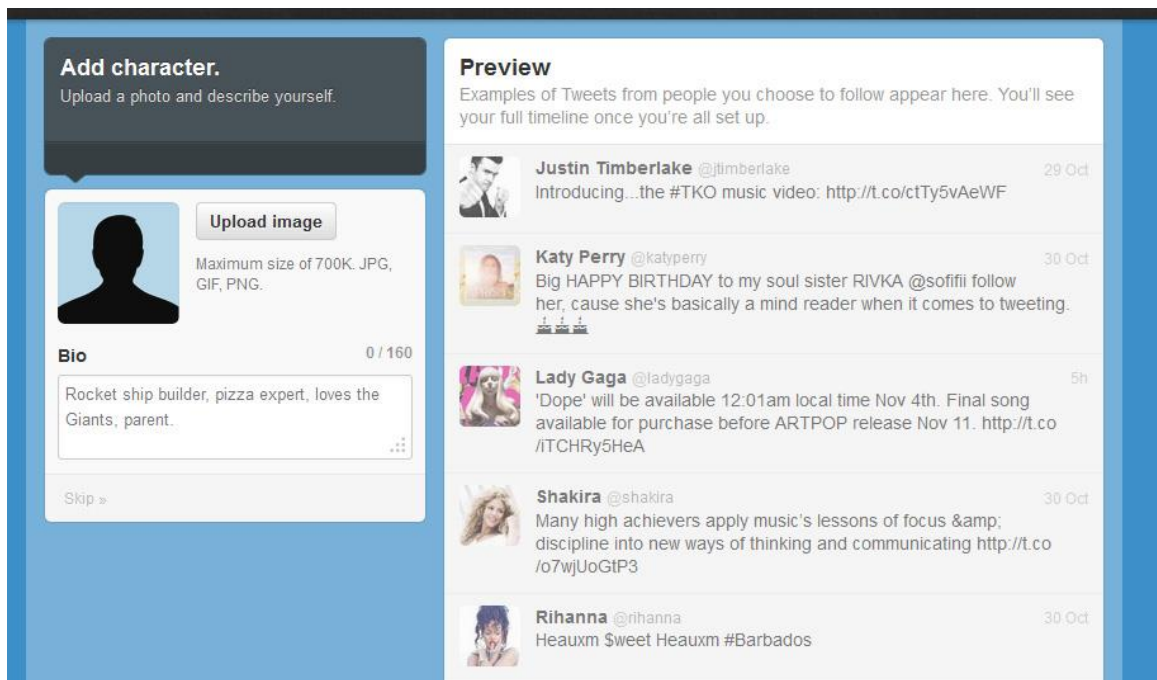 Add character.
Upload a photo and describe yourself.
Upload image
Maximum size of 700K. JPG,
GIF, PNG.
Bio
0 / 160
Rocket ship builder, pizza expert, loves the
Giants, parent.
Skip »
Preview
Examples of Tweets from people you choose to follow appear here. You'll see
your full timeline once you're all set up.
Justin Timberlake @jtimberlake 29 Oct
Introducing...the #TKO music video: http://t.co/ctTy5vAeWF
Katy Perry @katyperry 30 Oct
Big HAPPY BIRTHDAY to my soul sister RIVKA @sofifii follow
her, cause she's basically a mind reader when it comes to tweeting.
🎂🎂🎂
Lady Gaga @ladygaga 5h
'Dope' will be available 12:01am local time Nov 4th. Final song
available for purchase before ARTPOP release Nov 11. http://t.co
/iTCHRy5HeA
Shakira @shakira 30 Oct
Many high achievers apply music's lessons of focus &amp;
discipline into new ways of thinking and communicating http://t.co
/o7wjUoGtP3
Rihanna @rihanna 30 Oct
Heauxm $weet Heauxm #Barbados